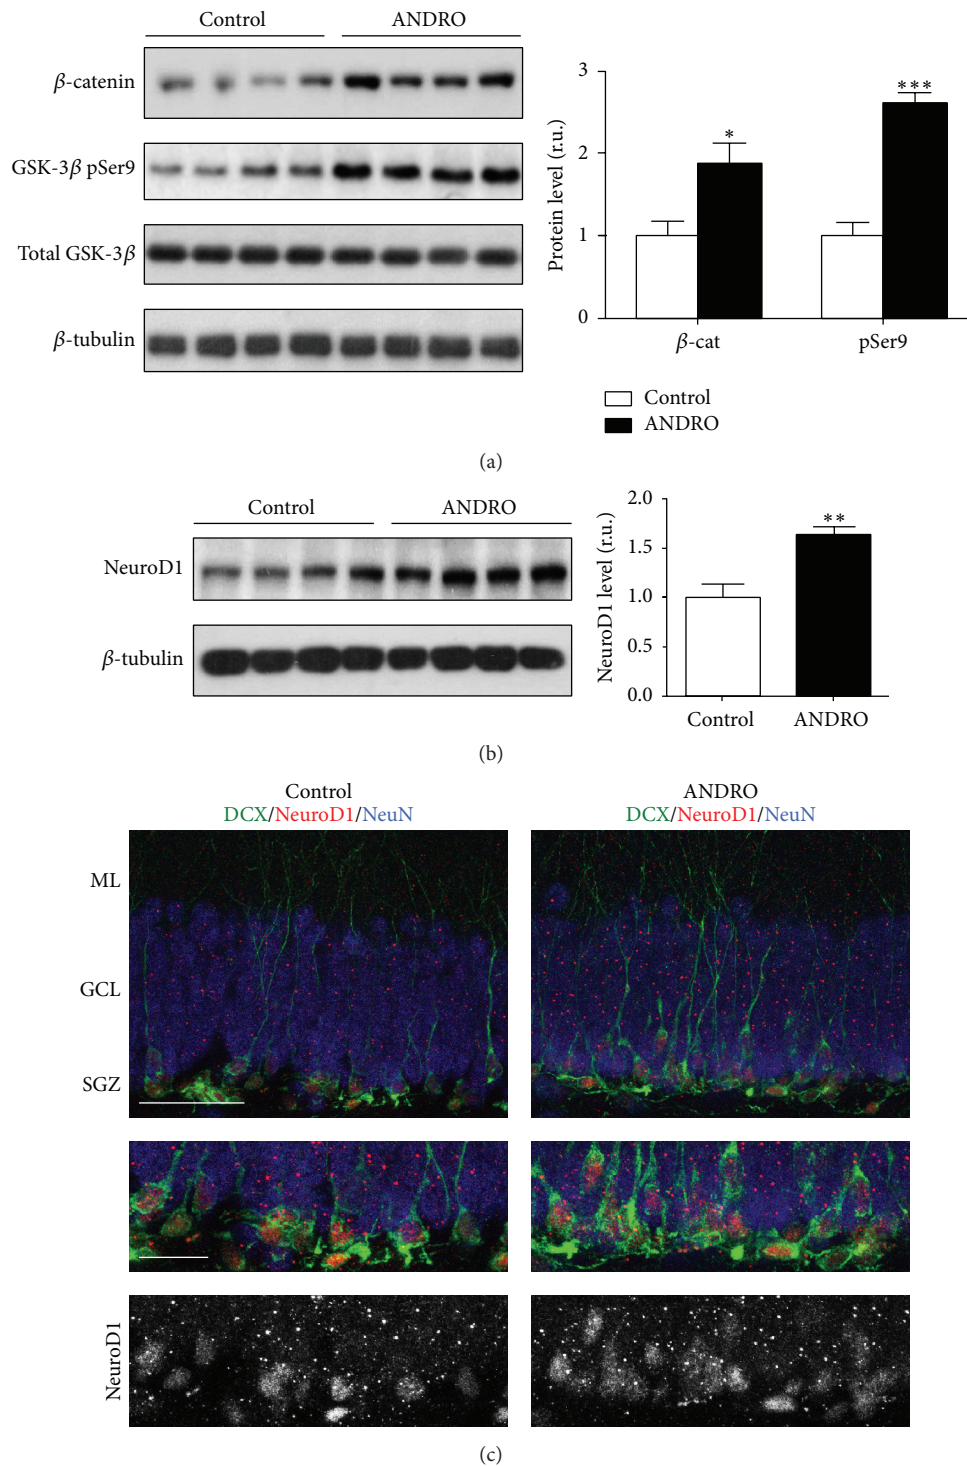 Control ANDRO
β-catenin
GSK-3β pSer9
Total GSK-3β
β-tubulin
3
2
1
0
Protein level (r.u.)
*
***
β-cat pSer9
Control
ANDRO
(a)
Control ANDRO
NeuroD1
β-tubulin
2.0
1.5
1.0
0.5
0.0
NeuroD1 level (r.u.)
**
Control ANDRO
(b)
Control ANDRO
DCX/NeuroD1/NeuN DCX/NeuroD1/NeuN
ML
GCL
SGZ
NeuroD1
(c)